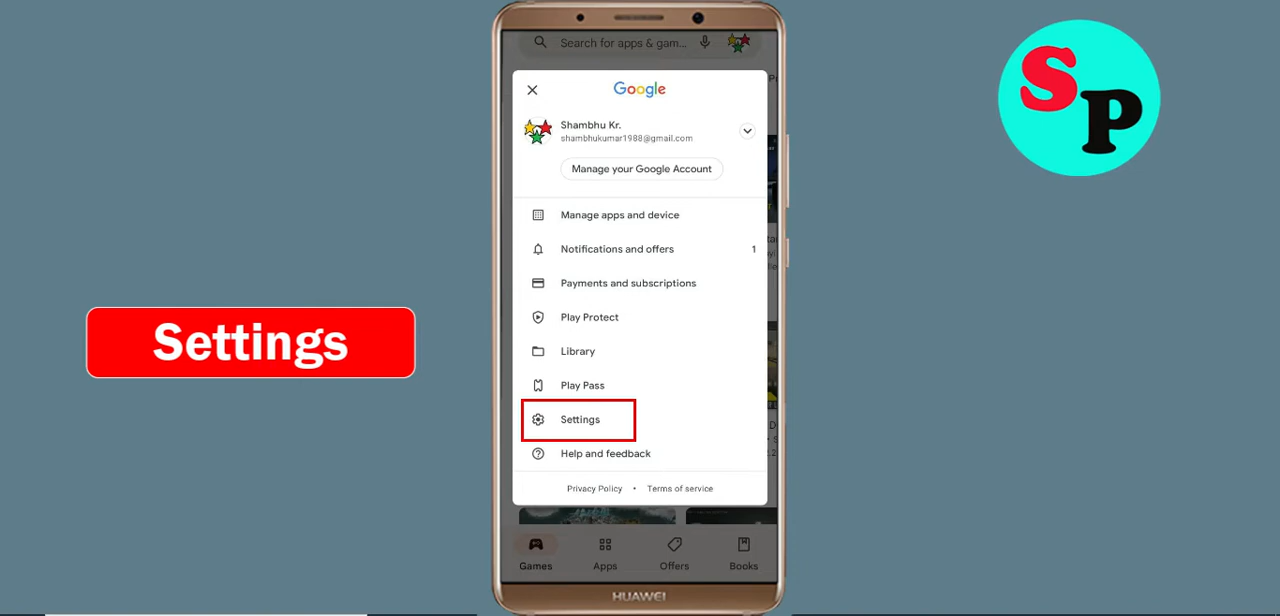 Search for apps & gam...
Google
Shambhu Kr.
shambhukumar1988@gmail.com
Manage your Google Account
Manage apps and device
Notifications and offers 1
Payments and subscriptions
Play Protect
Library
Play Pass
Settings
Help and feedback
Privacy Policy • Terms of service
Games Apps Offers Books
HUAWEI
Settings
SP